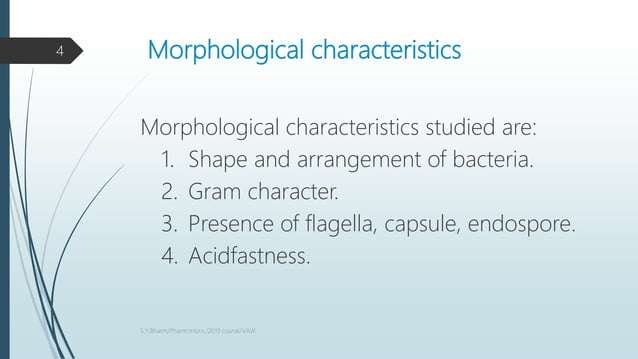 4
Morphological characteristics
Morphological characteristics studied are:
1. Shape and arrangement of bacteria.
2. Gram character.
3. Presence of flagella, capsule, endospore.
4. Acidfastness.